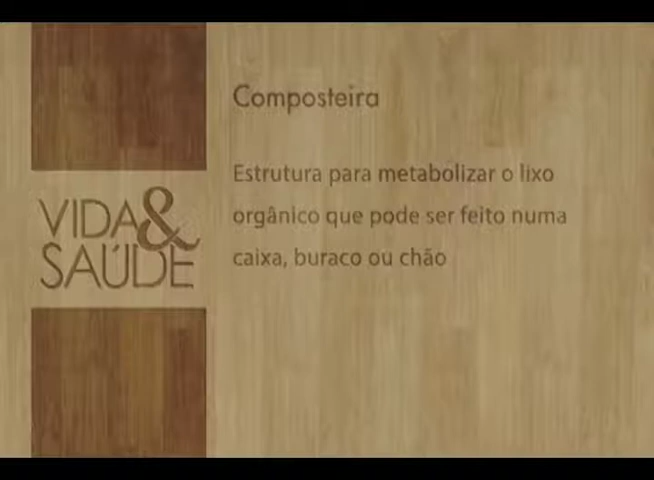 Composteira
Estrutura para metabolizar o lixo
orgânico que pode ser feito numa
caixa, buraco ou chão
VIDA&
SAÚDE